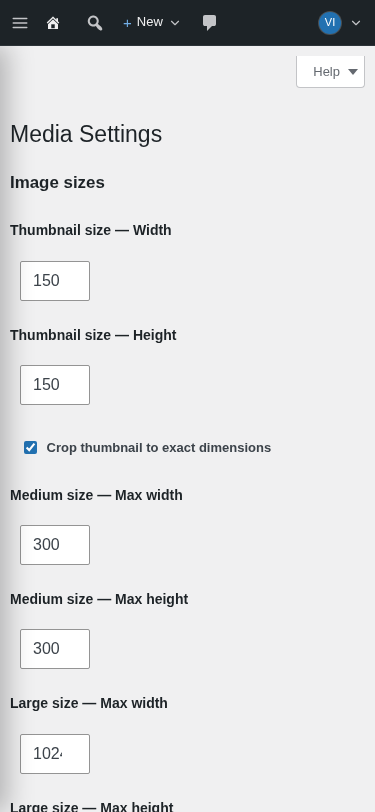 + New
VI
Help
Media Settings
Image sizes
Thumbnail size — Width
150
Thumbnail size — Height
150
Crop thumbnail to exact dimensions
Medium size — Max width
300
Medium size — Max height
300
Large size — Max width
102
Large size — Max height